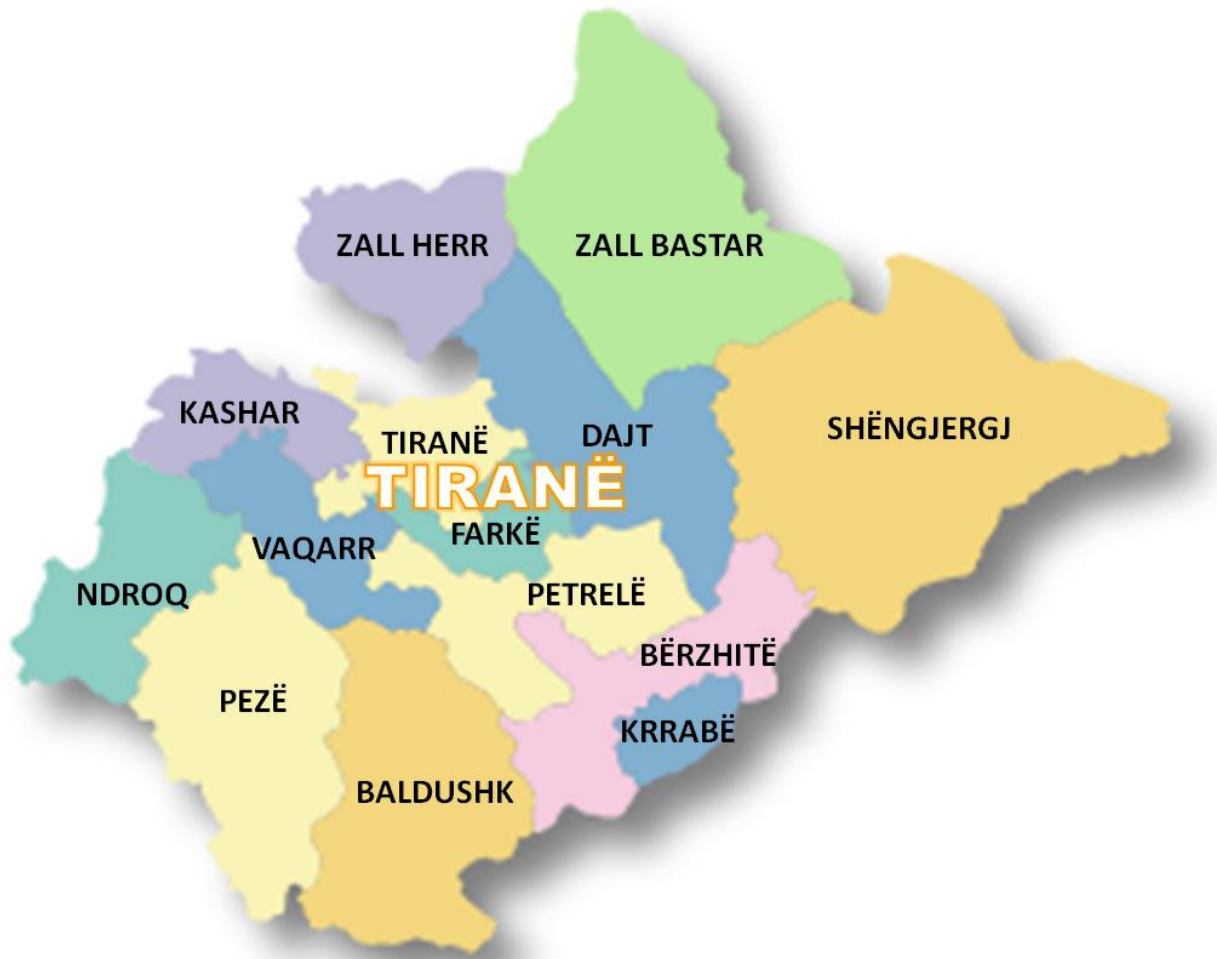 ZALL HERR
ZALL BASTAR
KASHAR
TIRANË
DAJT
SHËNGJERGJ
TIRANË
FARKË
VAQARR
NDROQ
PETRELË
BËRZHITË
PEZË
KRRABË
BALDUSHK